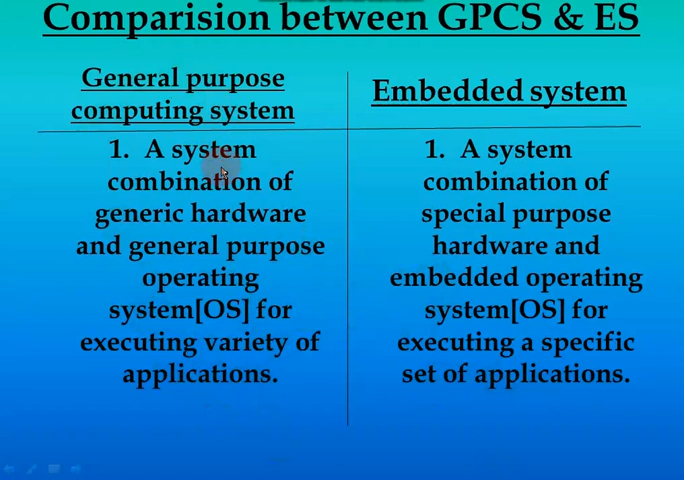 Comparision between GPCS & ES
General purpose
computing system
1. A system
combination of
generic hardware
and general purpose
operating
system[OS] for
executing variety of
applications.
Embedded system
1. A system
combination of
special purpose
hardware and
embedded operating
system[OS] for
executing a specific
set of applications.